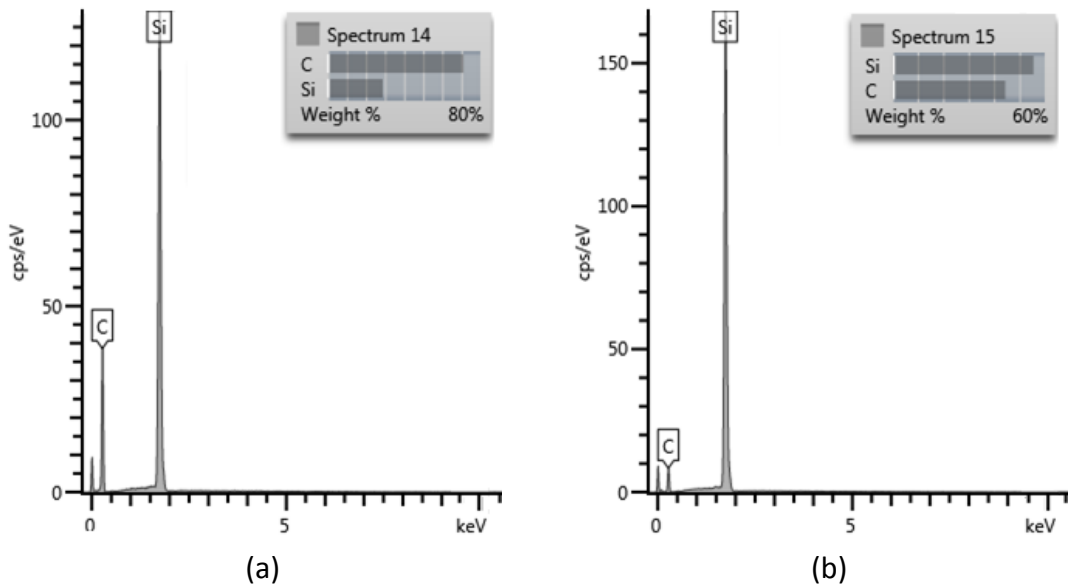 Si
Spectrum 14
C
Si
Weight % 80%
100
cps/eV
50
C
0
0
5
keV
(a)
Si
Spectrum 15
Si
C
Weight % 60%
150
100
cps/eV
50
C
0
0
5
keV
(b)